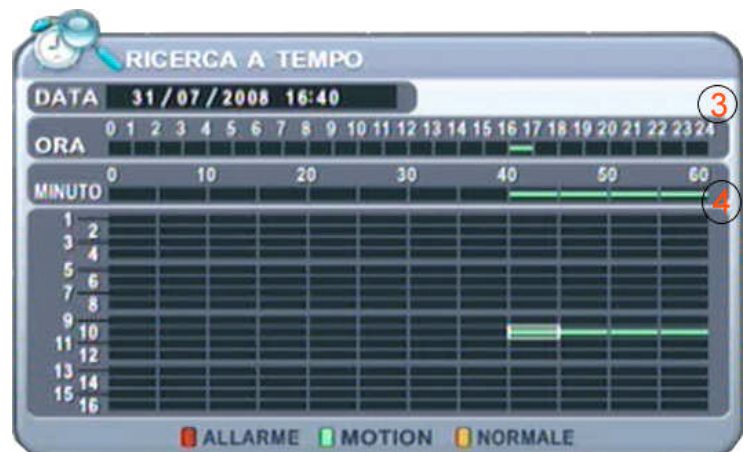 RICERCA A TEMPO
DATA 31/07/2008 16:40
3
0 1 2 3 4 5 6 7 8 9 10 11 12 13 14 15 16 17 18 19 20 21 22 23 24
ORA
0 10 20 30 40 50 60
MINUTO
4
1
2
3
4
5
6
7
8
9
10
11
12
13
14
15
16
ALLARME MOTION NORMALE